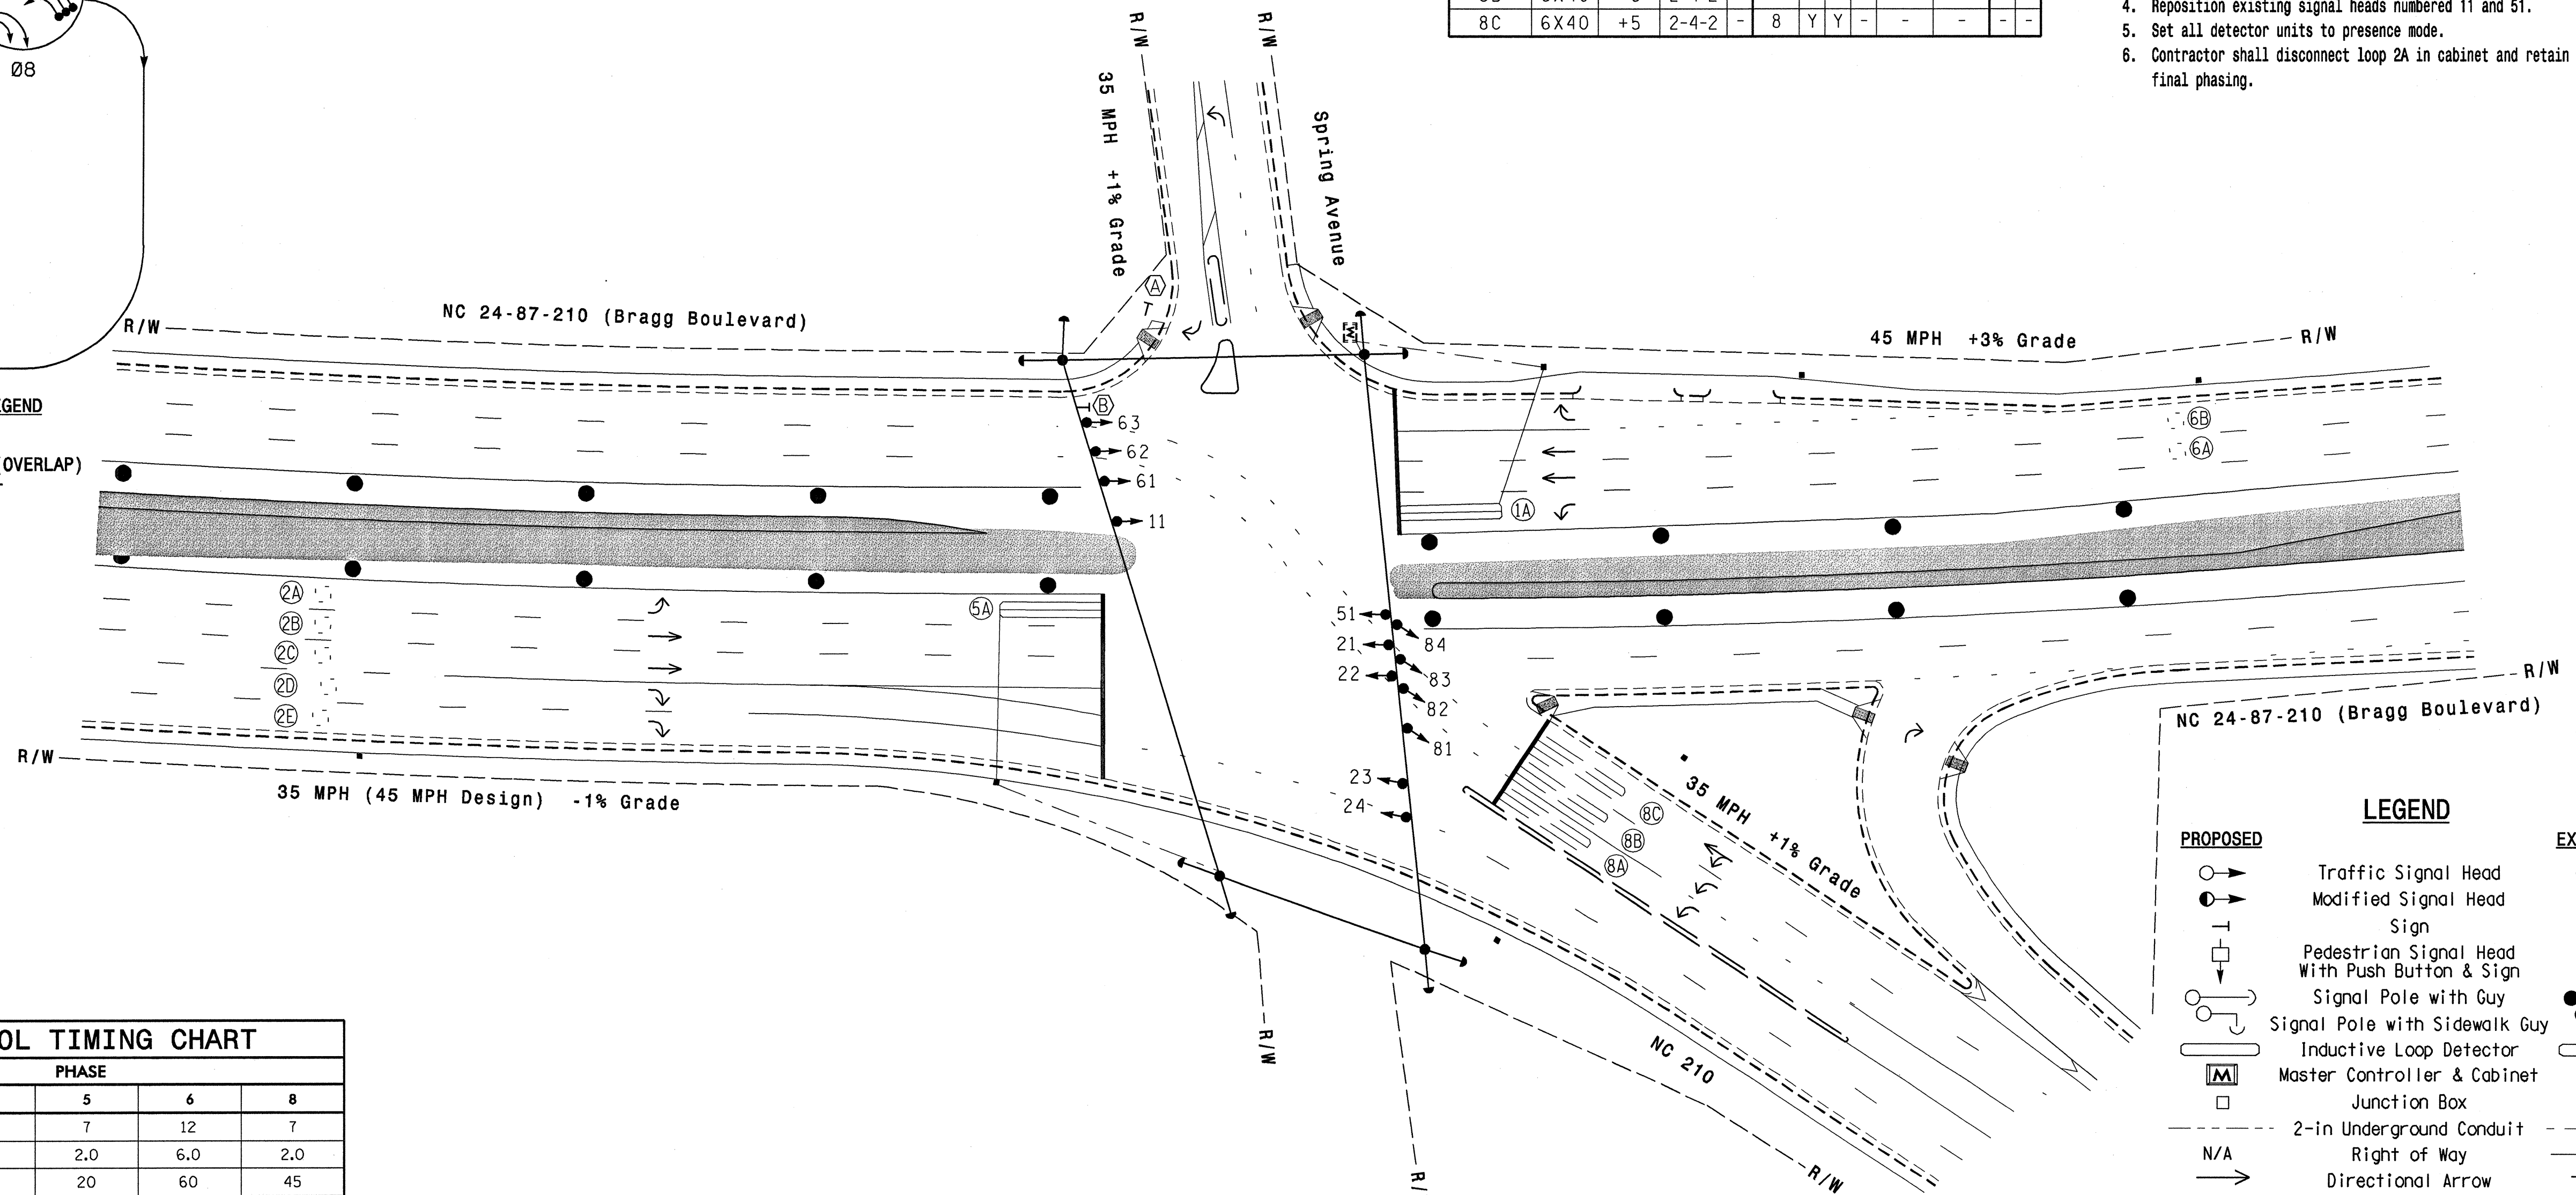 Ø8
8C 6X40 +5 2-4-2 - 8 Y Y - - - - -
4. Reposition existing signal heads numbered 11 and 51.
5. Set all detector units to presence mode.
6. Contractor shall disconnect loop 2A in cabinet and retain
final phasing.
R/W
R/W
35 MPH +1% Grade
Spring Avenue
A
R/W
NC 24-87-210 (Bragg Boulevard)
M
45 MPH +3% Grade
R/W
GEND
(OVERLAP)
B
63
62
61
11
6B
6A
1A
2A
2B
2C
2D
2E
5A
51
84
21
83
22
82
81
23
24
R/W
35 MPH (45 MPH Design) -1% Grade
R/W
NC 24-87-210 (Bragg Boulevard)
35 MPH +1% Grade
8C
8B
8A
NC 210
R/W
R/
R/W
LEGEND
PROPOSED EX
Traffic Signal Head
Modified Signal Head
Sign
Pedestrian Signal Head
With Push Button & Sign
Signal Pole with Guy
Signal Pole with Sidewalk Guy
Inductive Loop Detector
M Master Controller & Cabinet
Junction Box
2-in Underground Conduit
N/A Right of Way
Directional Arrow
OL TIMING CHART
PHASE
5 6 8
7 12 7
2.0 6.0 2.0
20 60 45